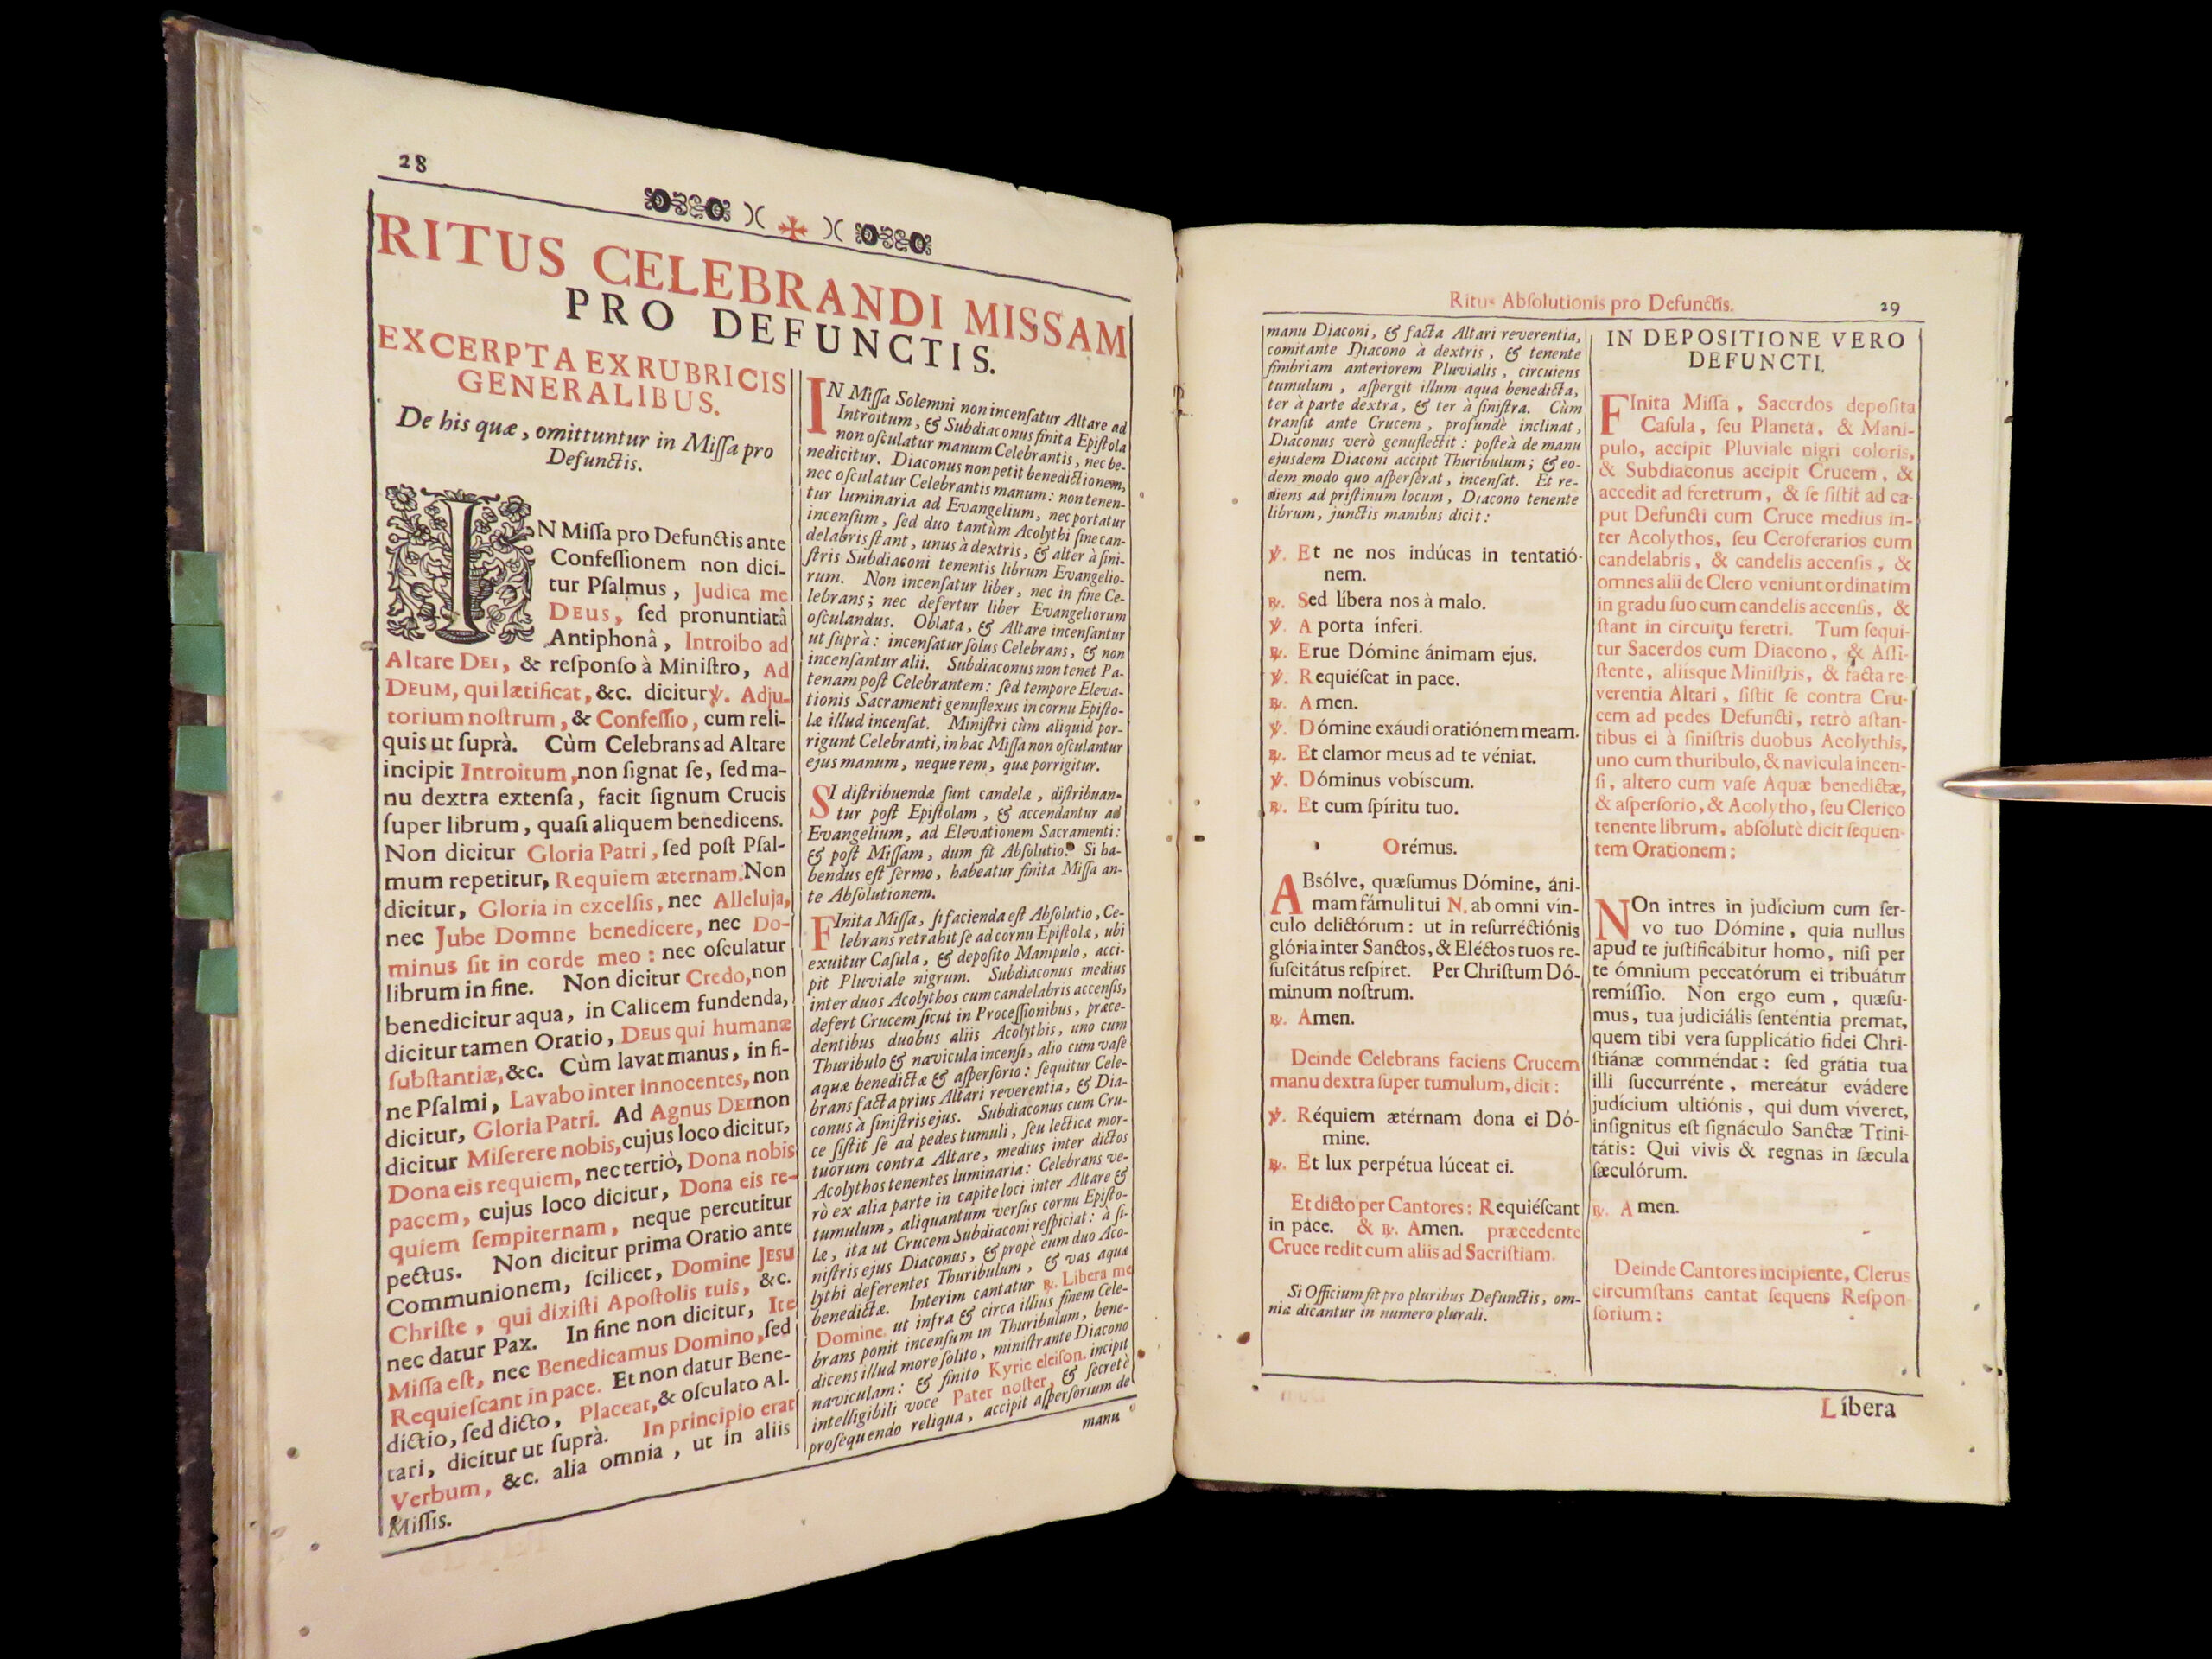 28
RITUS CELEBRANDI MISSAM
PRO DEFUNCTIS.
EXCERPTA EX RUBRICIS
GENERALIBUS.
De his quæ, omittuntur in Miſſa pro
Defunctis.
IN Miſſa pro Defunctis ante
Confeſſionem non dici-
tur Pſalmus, Judica me
DEUS, ſed pronuntiatâ
Antiphonâ, Introibo ad
Altare DEI, & reſponſo à Miniſtro, Ad
DEUM, qui lætificat, &c. dicitur ℣. Adju-
torium noſtrum, & Confeſſio, cum reli-
quis ut ſuprà. Cùm Celebrans ad Altare
incipit Introitum, non ſignat ſe, ſed ma-
nu dextra extenſa, facit ſignum Crucis
ſuper librum, quaſi aliquem benedicens.
Non dicitur Gloria Patri, ſed poſt Pſal-
mum repetitur, Requiem æternam. Non
dicitur, Gloria in excelſis, nec Alleluja,
nec Jube Domne benedicere, nec Do-
minus ſit in corde meo: nec oſculatur
librum in fine. Non dicitur Credo, non
benedicitur aqua, in Calicem fundenda,
dicitur tamen Oratio, DEUS qui humanæ
ſubſtantiæ, &c. Cùm lavat manus, in fi-
ne Pſalmi, Lavabo inter innocentes, non
dicitur, Gloria Patri. Ad Agnus DEI non
dicitur Miſerere nobis, cujus loco dicitur,
Dona eis requiem, nec tertiò, Dona nobis
pacem, cujus loco dicitur, Dona eis re-
quiem ſempiternam, neque percutitur
pectus. Non dicitur prima Oratio ante
Communionem, ſcilicet, Domine JESU
Chriſte, qui dixiſti Apoſtolis tuis, &c.
nec datur Pax. In fine non dicitur, Ite
Miſſa eſt, nec Benedicamus Domino, ſed
Requieſcant in pace. Et non datur Bene-
dictio, ſed dicto, Placeat, & oſculato Al-
tari, dicitur ut ſuprà. In principio erat
Verbum, &c. alia omnia, ut in aliis
Miſſis.
IN Miſſa Solemni non incenſatur Altare ad
Introitum, & Subdiaconus finita Epiſtola
non oſculatur manum Celebrantis, nec be-
nedicitur. Diaconus non petit benedictionem,
nec oſculatur Celebrantis manum: non tenen-
tur luminaria ad Evangelium, nec portatur
incenſum, ſed duo tantùm Acolythi ſine can-
delabris ſtant, unus à dextris, & alter à ſini-
ſtris Subdiaconi tenentis librum Evangelio-
rum. Non incenſatur liber, nec in fine Ce-
lebrans; nec defertur liber Evangeliorum
oſculandus. Oblata, & Altare incenſantur
ut ſuprà: incenſatur ſolus Celebrans, & non
incenſantur alii. Subdiaconus non tenet Pa-
tenam poſt Celebrantem: ſed tempore Eleva-
tionis Sacramenti genuflexus in cornu Epiſto-
læ illud incenſat. Miniſtri cùm aliquid por-
rigunt Celebranti, in hac Miſſa non oſculantur
ejus manum, neque rem, quæ porrigitur.
SI diſtribuendæ ſunt candelæ, diſtribuan-
tur poſt Epiſtolam, & accendantur ad
Evangelium, ad Elevationem Sacramenti:
& poſt Miſſam, dum fit Abſolutio. Si ha-
bendus eſt ſermo, habeatur finita Miſſa an-
te Abſolutionem.
FInita Miſſa, ſi facienda eſt Abſolutio, Ce-
lebrans retrahit ſe ad cornu Epiſtolæ, ubi
exuitur Caſula, & depoſito Manipulo, acci-
pit Pluviale nigrum. Subdiaconus medius
inter duos Acolythos cum candelabris accenſis,
defert Crucem ſicut in Proceſſionibus, præce-
dentibus duobus aliis Acolythis, uno cum
Thuribulo & navicula incenſi, alio cum vaſe
aquæ benedictæ & aſperſorio: ſequitur Cele-
brans facta prius Altari reverentia, & Dia-
conus a ſiniſtris ejus. Subdiaconus cum Cru-
ce ſiſtit ſe ad pedes tumuli, ſeu lecticæ mor-
tuorum contra Altare, medius inter dictos
Acolythos tenentes luminaria: Celebrans ve-
rò ex alia parte in capite loci inter Altare &
tumulum, aliquantum verſus cornu Epiſto-
læ, ita ut Crucem Subdiaconi reſpiciat: à ſi-
niſtris ejus Diaconus, & propè eum duo Aco-
lythi deferentes Thuribulum, & vas aquæ
benedictæ. Interim cantatur ℟. Libera me
Domine. ut infra & circa illius finem Cele-
brans ponit incenſum in Thuribulum, bene-
dicens illud more ſolito, miniſtrante Diacono
naviculam: & finito Kyrie eleiſon. incipit
intelligibili voce Pater noſter, & ſecretè
proſequendo reliqua, accipit aſperſorium de
manu
Ritus Abſolutionis pro Defunctis.
29
manu Diaconi, & facta Altari reverentia,
comitante Diacono à dextris, & tenente
fimbriam anteriorem Pluvialis, circuiens
tumulum, aſpergit illum aqua benedicta,
ter à parte dextra, & ter à ſiniſtra. Cùm
tranſit ante Crucem, profundè inclinat,
Diaconus verò genuflectit: poſteà de manu
ejusdem Diaconi accipit Thuribulum; & eo-
dem modo quo aſperſerat, incenſat. Et re-
diens ad priſtinum locum, Diacono tenente
librum, junctis manibus dicit:
℣. Et ne nos indúcas in tentatió-
nem.
℟. Sed líbera nos à malo.
℣. A porta ínferi.
℟. Erue Dómine ánimam ejus.
℣. Requiéſcat in pace.
℟. Amen.
℣. Dómine exáudi oratiónem meam.
℟. Et clamor meus ad te véniat.
℣. Dóminus vobíscum.
℟. Et cum ſpíritu tuo.
Orémus.
ABsólve, quæſumus Dómine, áni-
mam fámuli tui N. ab omni vín-
culo delictórum: ut in reſurréctiónis
glória inter Sanctos, & Eléctos tuos re-
ſuſcitátus reſpíret. Per Chriſtum Dó-
minum noſtrum.
℟. Amen.
Deinde Celebrans faciens Crucem
manu dextra ſuper tumulum, dicit:
℣. Réquiem ætérnam dona ei Dó-
mine.
℟. Et lux perpétua lúceat ei.
Et dicto per Cantores: Requiéſcant
in páce. & ℟. Amen. præcedente
Cruce redit cum aliis ad Sacriſtiam.
Si Officium fit pro pluribus Defunctis, om-
nia dicantur in numero plurali.
IN DEPOSITIONE VERO
DEFUNCTI.
FInita Miſſa, Sacerdos depoſita
Caſula, ſeu Planeta, & Mani-
pulo, accipit Pluviale nigri coloris,
& Subdiaconus accipit Crucem, &
accedit ad feretrum, & ſe ſiſtit ad ca-
put Defuncti cum Cruce medius in-
ter Acolythos, ſeu Ceroferarios cum
candelabris, & candelis accenſis, &
omnes alii de Clero veniunt ordinatim
in gradu ſuo cum candelis accenſis, &
ſtant in circuitu feretri. Tum ſequi-
tur Sacerdos cum Diacono, & Aſſi-
ſtente, aliisque Miniſtris, & facta re-
verentia Altari, ſiſtit ſe contra Cru-
cem ad pedes Defuncti, retrò aſtan-
tibus ei à ſiniſtris duobus Acolythis,
uno cum thuribulo, & navicula incen-
ſi, altero cum vaſe Aquæ benedictæ,
& aſperſorio, & Acolytho, ſeu Clerico
tenente librum, abſolutè dicit ſequen-
tem Orationem:
NOn intres in judícium cum ſer-
vo tuo Dómine, quia nullus
apud te juſtificábitur homo, niſi per
te ómnium peccatórum ei tribuátur
remíſſio. Non ergo eum, quæſu-
mus, tua judiciális ſenténtia premat,
quem tibi vera ſupplicátio fidei Chri-
ſtiánæ comméndat: ſed grátia tua
illi ſuccurrénte, mereátur evádere
judícium ultiónis, qui dum víveret,
inſignitus eſt ſignáculo Sanctæ Trini-
tátis: Qui vivis & regnas in ſæcula
ſæculórum.
℟. Amen.
Deinde Cantores incipiente, Clerus
circumſtans cantat ſequens Reſpon-
ſorium:
Líbera